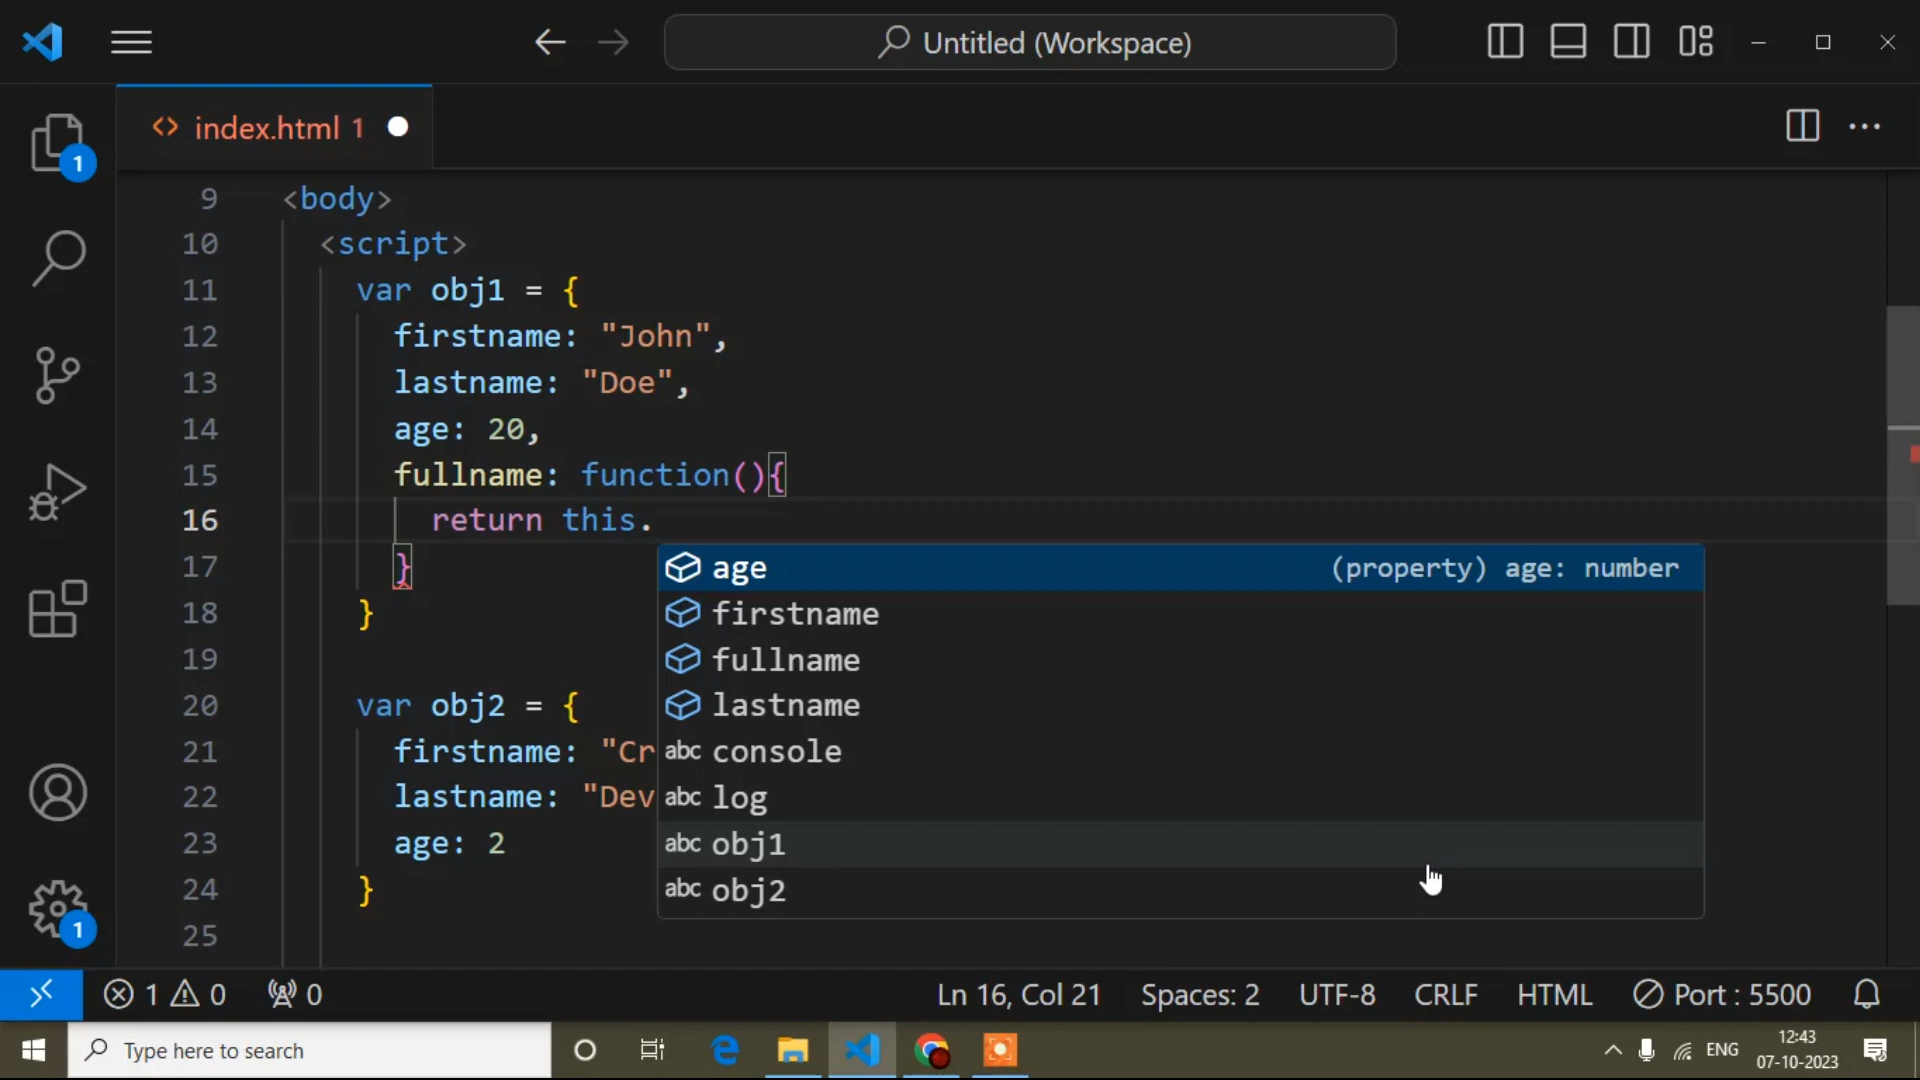 Untitled (Workspace)
<> index.html 1
9 <body>
10 <script>
11 var obj1 = {
12 firstname: "John",
13 lastname: "Doe",
14 age: 20,
15 fullname: function(){
16 return this.
17 }
18 }
19
20 var obj2 = {
21 firstname: "Cr
22 lastname: "Dev
23 age: 2
24 }
25
age (property) age: number
firstname
fullname
lastname
abc console
abc log
abc obj1
abc obj2
1
1
1 0 0 Ln 16, Col 21 Spaces: 2 UTF-8 CRLF HTML Port : 5500
Type here to search
ENG
12:43
07-10-2023